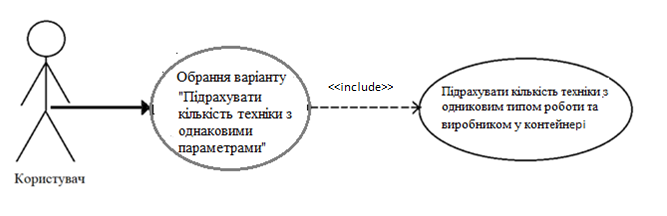 Обрання варіанту
"Підрахувати
кількість техніки з
однаковими
параметрами"
<<include>>
Підрахувати кількість техніки з
одниковим типом роботи та
виробником у контейнері
Користувач